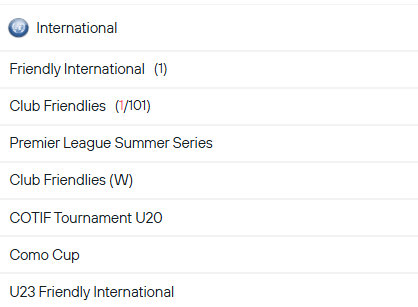 International
Friendly International (1)
Club Friendlies (1/101)
Premier League Summer Series
Club Friendlies (W)
COTIF Tournament U20
Como Cup
U23 Friendly International